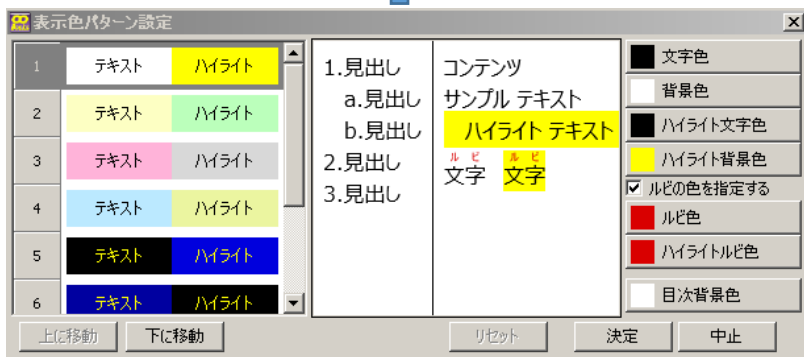 表示色パターン設定
1 テキスト ハイライト
2 テキスト ハイライト
3 テキスト ハイライト
4 テキスト ハイライト
5 テキスト ハイライト
6 テキスト ハイライト
1.見出し
a.見出し
b.見出し
2.見出し
3.見出し
コンテンツ
サンプル テキスト
ハイライト テキスト
ルビ ルビ
文字 文字
文字色
背景色
ハイライト文字色
ハイライト背景色
ルビの色を指定する
ルビ色
ハイライトルビ色
目次背景色
上に移動 下に移動 リセット 決定 中止